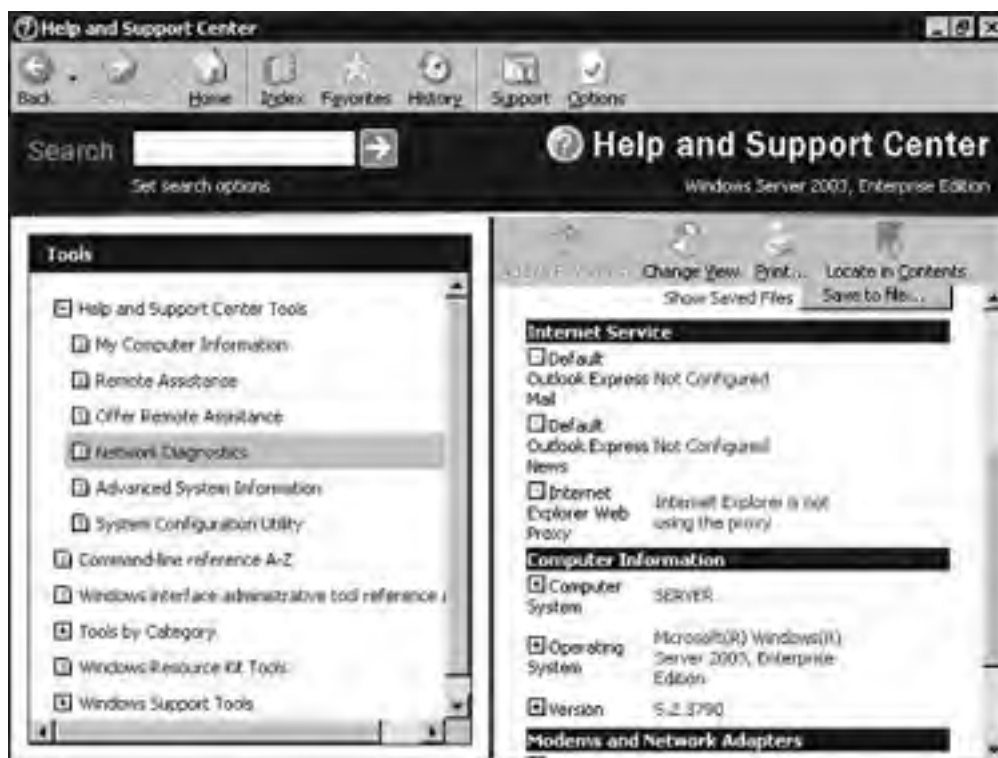 Help and Support Center
Back
Home Index Favorites History Support Options
Search
Set search options
Help and Support Center
Windows Server 2003, Enterprise Edition
Tools
Help and Support Center Tools
My Computer Information
Remote Assistance
Offer Remote Assistance
Network Diagnostics
Advanced System Information
System Configuration Utility
Command-line reference A-Z
Windows interface administrative tool reference
Tools by Category
Windows Resource Kit Tools
Windows Support Tools
Change View Print... Locate in Contents
Show Saved Files Save to file...
Internet Service
Default
Outlook Express Not Configured
Mail
Default
Outlook Express Not Configured
News
Internet
Explorer Web
Proxy
Internet Explorer is not
using the proxy
Computer Information
Computer
System
SERVER
Operating
System
Microsoft(R) Windows(R)
Server 2003, Enterprise
Edition
Version 5.2.3790
Modems and Network Adapters